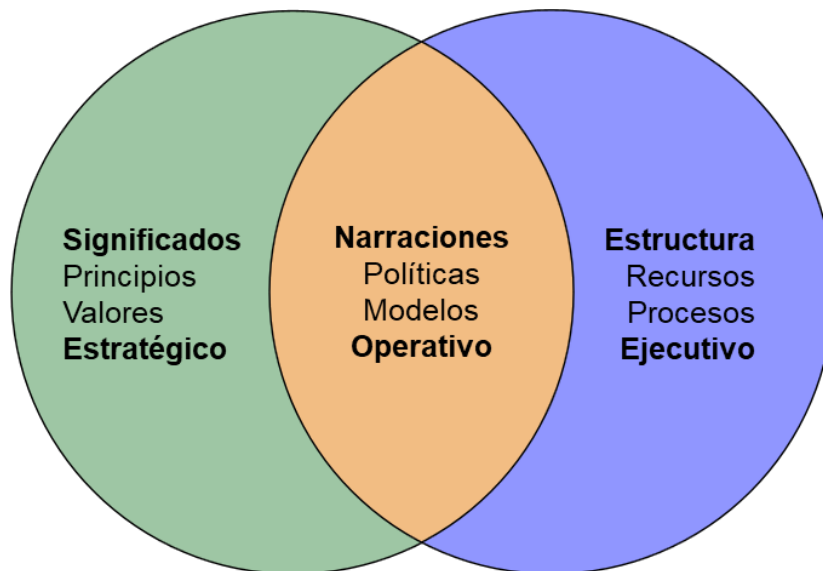 Significados
Principios
Valores
Estratégico
Narraciones
Políticas
Modelos
Operativo
Estructura
Recursos
Procesos
Ejecutivo